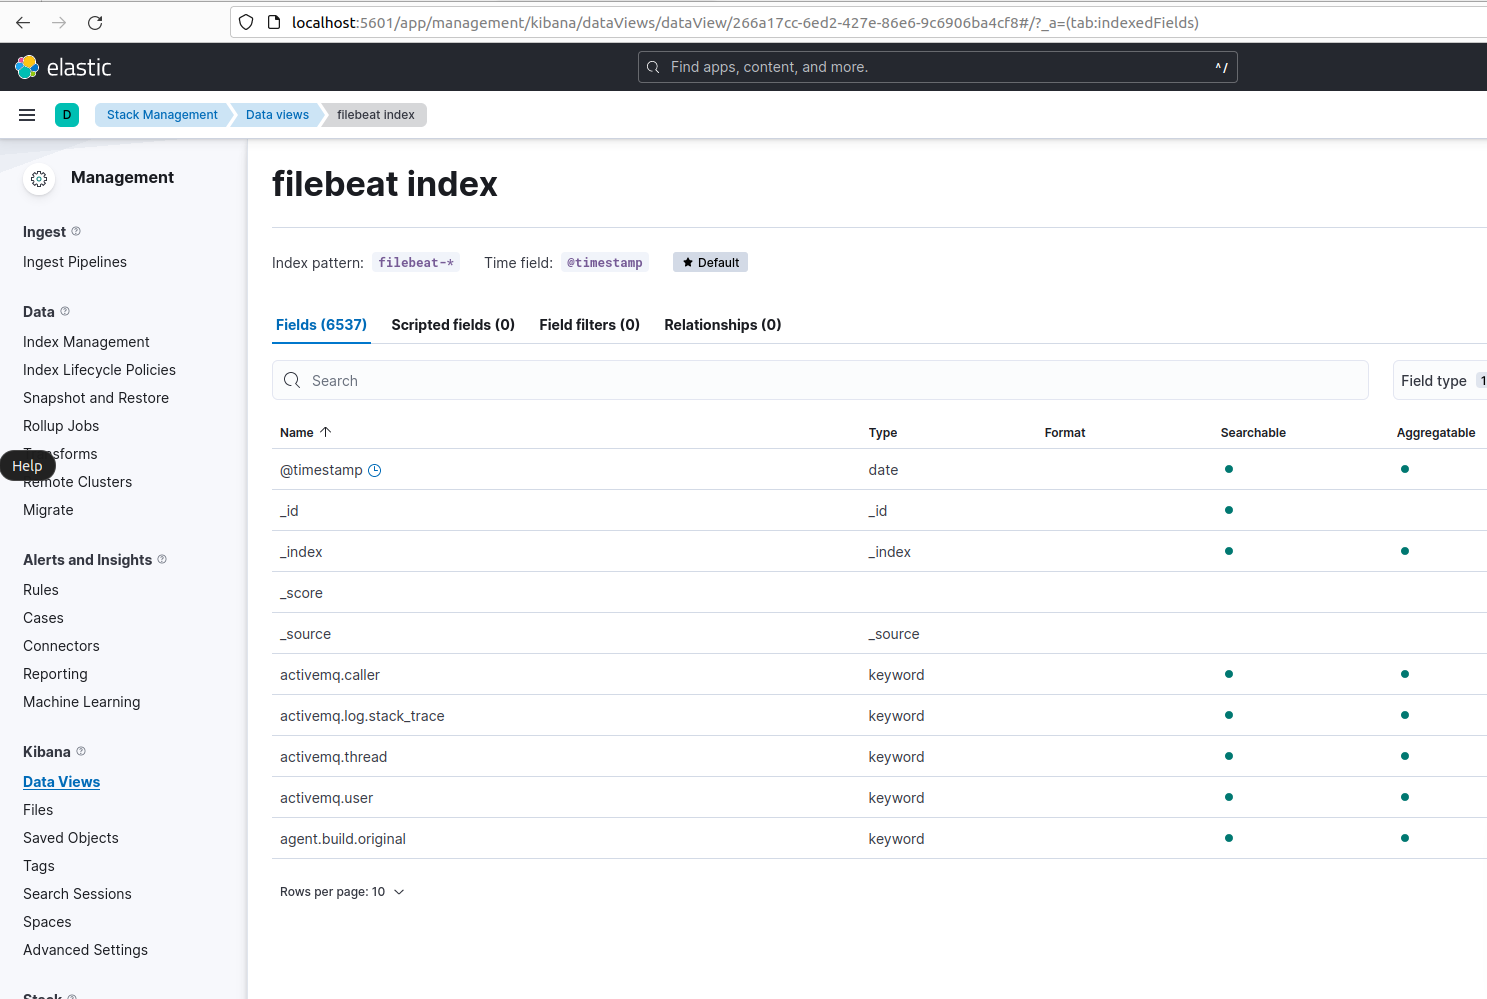 localhost:5601/app/management/kibana/dataViews/dataView/266a17cc-6ed2-427e-86e6-9c6906ba4cf8#/?_a=(tab:indexedFields)
elastic
Find apps, content, and more.
^/
D
Stack Management
Data views
filebeat index
Management
Ingest
Ingest Pipelines
Data
Index Management
Index Lifecycle Policies
Snapshot and Restore
Rollup Jobs
Help
Remote Clusters
Migrate
Alerts and Insights
Rules
Cases
Connectors
Reporting
Machine Learning
Kibana
Data Views
Files
Saved Objects
Tags
Search Sessions
Spaces
Advanced Settings
filebeat index
Index pattern: filebeat-* Time field: @timestamp Default
Fields (6537) Scripted fields (0) Field filters (0) Relationships (0)
Search
Field type 1
Name Type Format Searchable Aggregatable
@timestamp date
_id _id
_index _index
_score
_source _source
activemq.caller keyword
activemq.log.stack_trace keyword
activemq.thread keyword
activemq.user keyword
agent.build.original keyword
Rows per page: 10